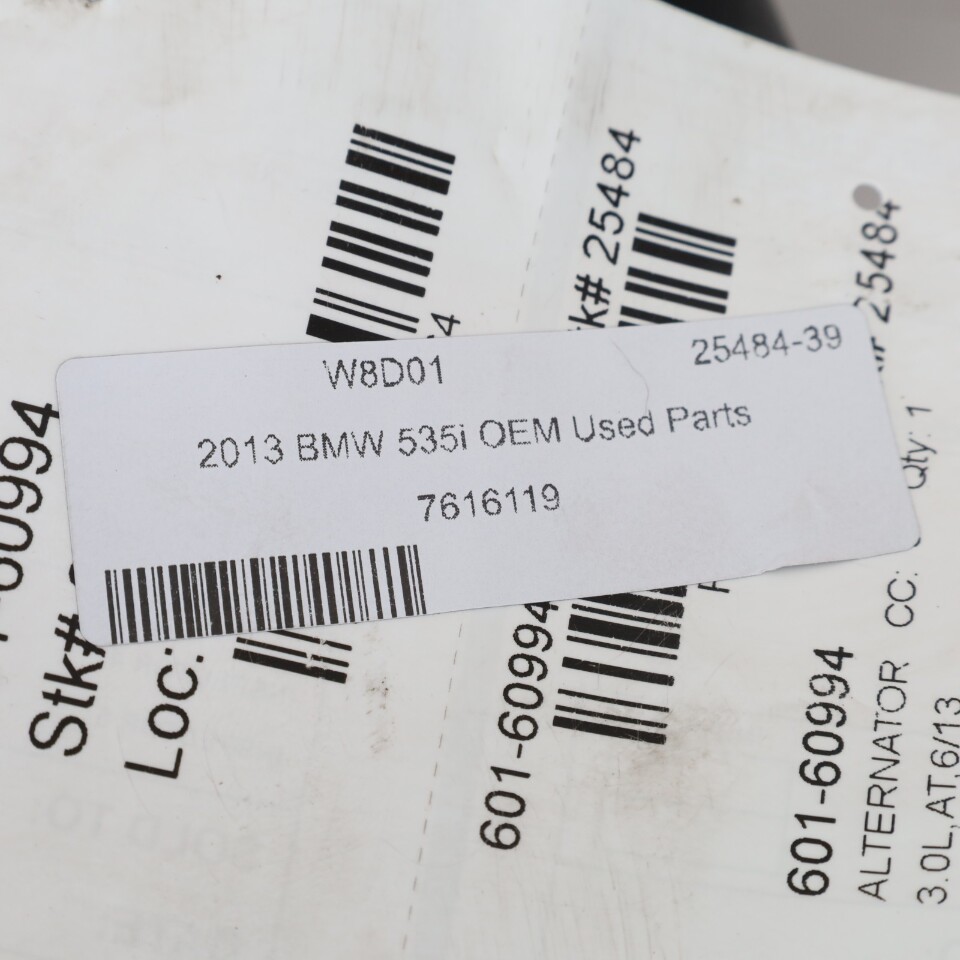 W8D01 25484-39
2013 BMW 535i OEM Used Parts
7616119
Stk#
Loc:
Stk# 25484
601-60994
25484
Qty: 1
601-60994
ALTERNATOR CC:
3.0L,AT,6/13